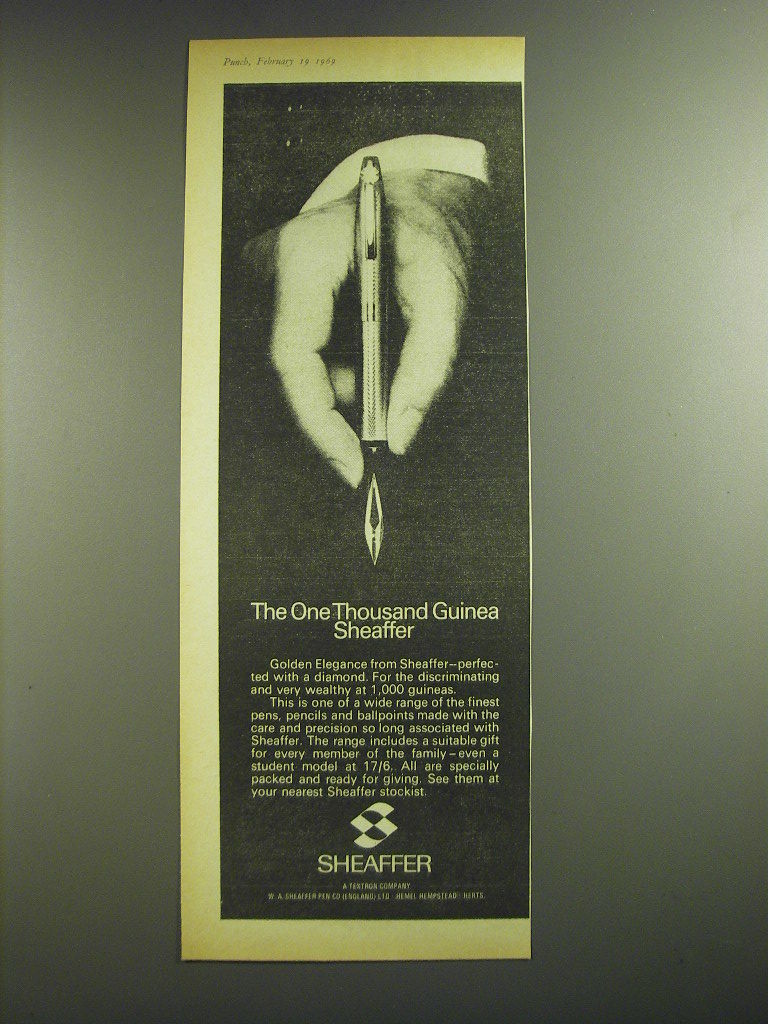 Punch, February 19 1969
The One Thousand Guinea
Sheaffer
Golden Elegance from Sheaffer--perfec-
ted with a diamond. For the discriminating
and very wealthy at 1,000 guineas.
This is one of a wide range of the finest
pens, pencils and ballpoints made with the
care and precision so long associated with
Sheaffer. The range includes a suitable gift
for every member of the family – even a
student model at 17/6. All are specially
packed and ready for giving. See them at
your nearest Sheaffer stockist.
SHEAFFER
A TEXTRON COMPANY
W. A. SHEAFFER PEN CO (ENGLAND) LTD HEMEL HEMPSTEAD HERTS.